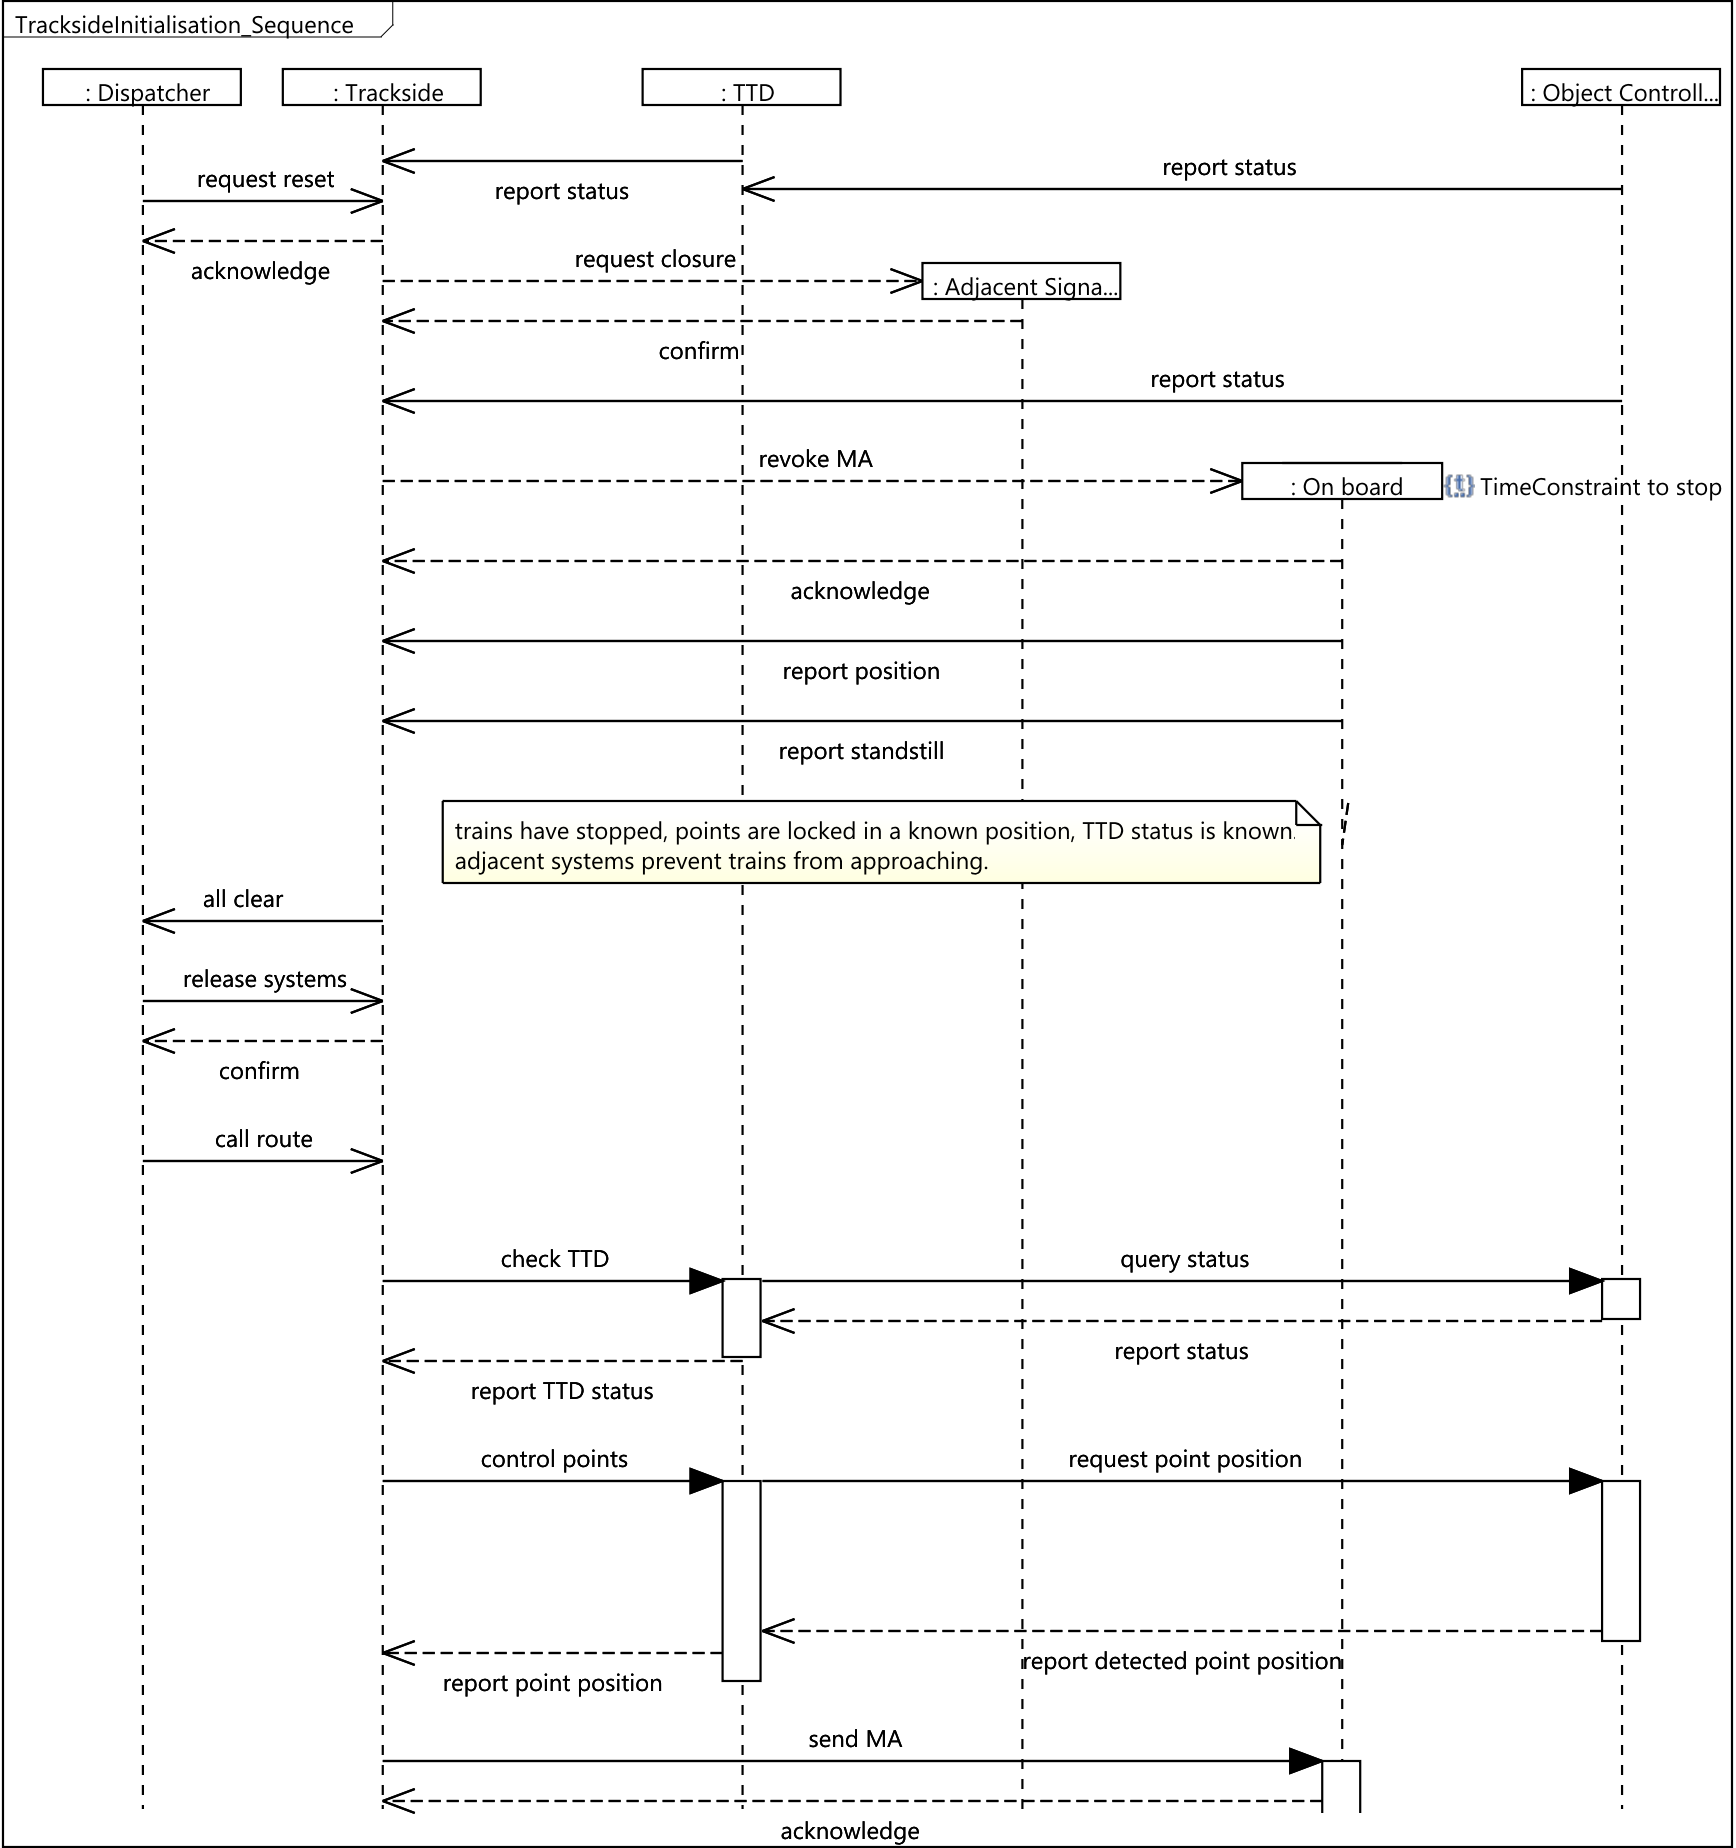 TracksideInitialisation_Sequence
: Dispatcher
: Trackside
: TTD
: Object Controll...
report status
request reset
report status
acknowledge
request closure
: Adjacent Signa...
confirm
report status
revoke MA
: On board
{t} TimeConstraint to stop
acknowledge
report position
report standstill
trains have stopped, points are locked in a known position, TTD status is known.
adjacent systems prevent trains from approaching.
all clear
release systems
confirm
call route
check TTD
query status
report status
report TTD status
control points
request point position
report detected point position
report point position
send MA
acknowledge